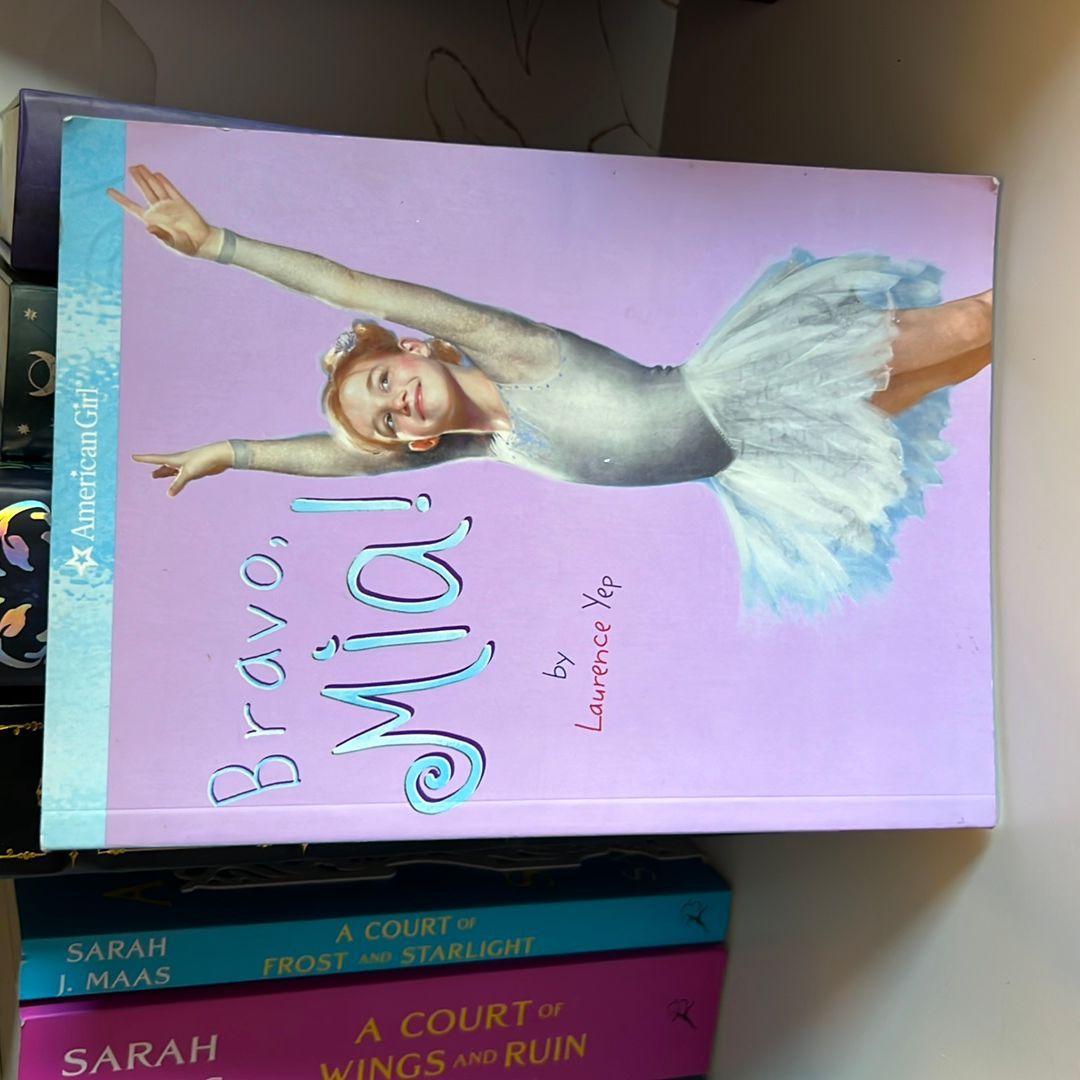 American Girl
Bravo,
Mia!
by
Laurence Yep
SARAH
J. MAAS
A COURT OF
FROST AND STARLIGHT
SARAH
A COURT OF
WINGS AND RUIN